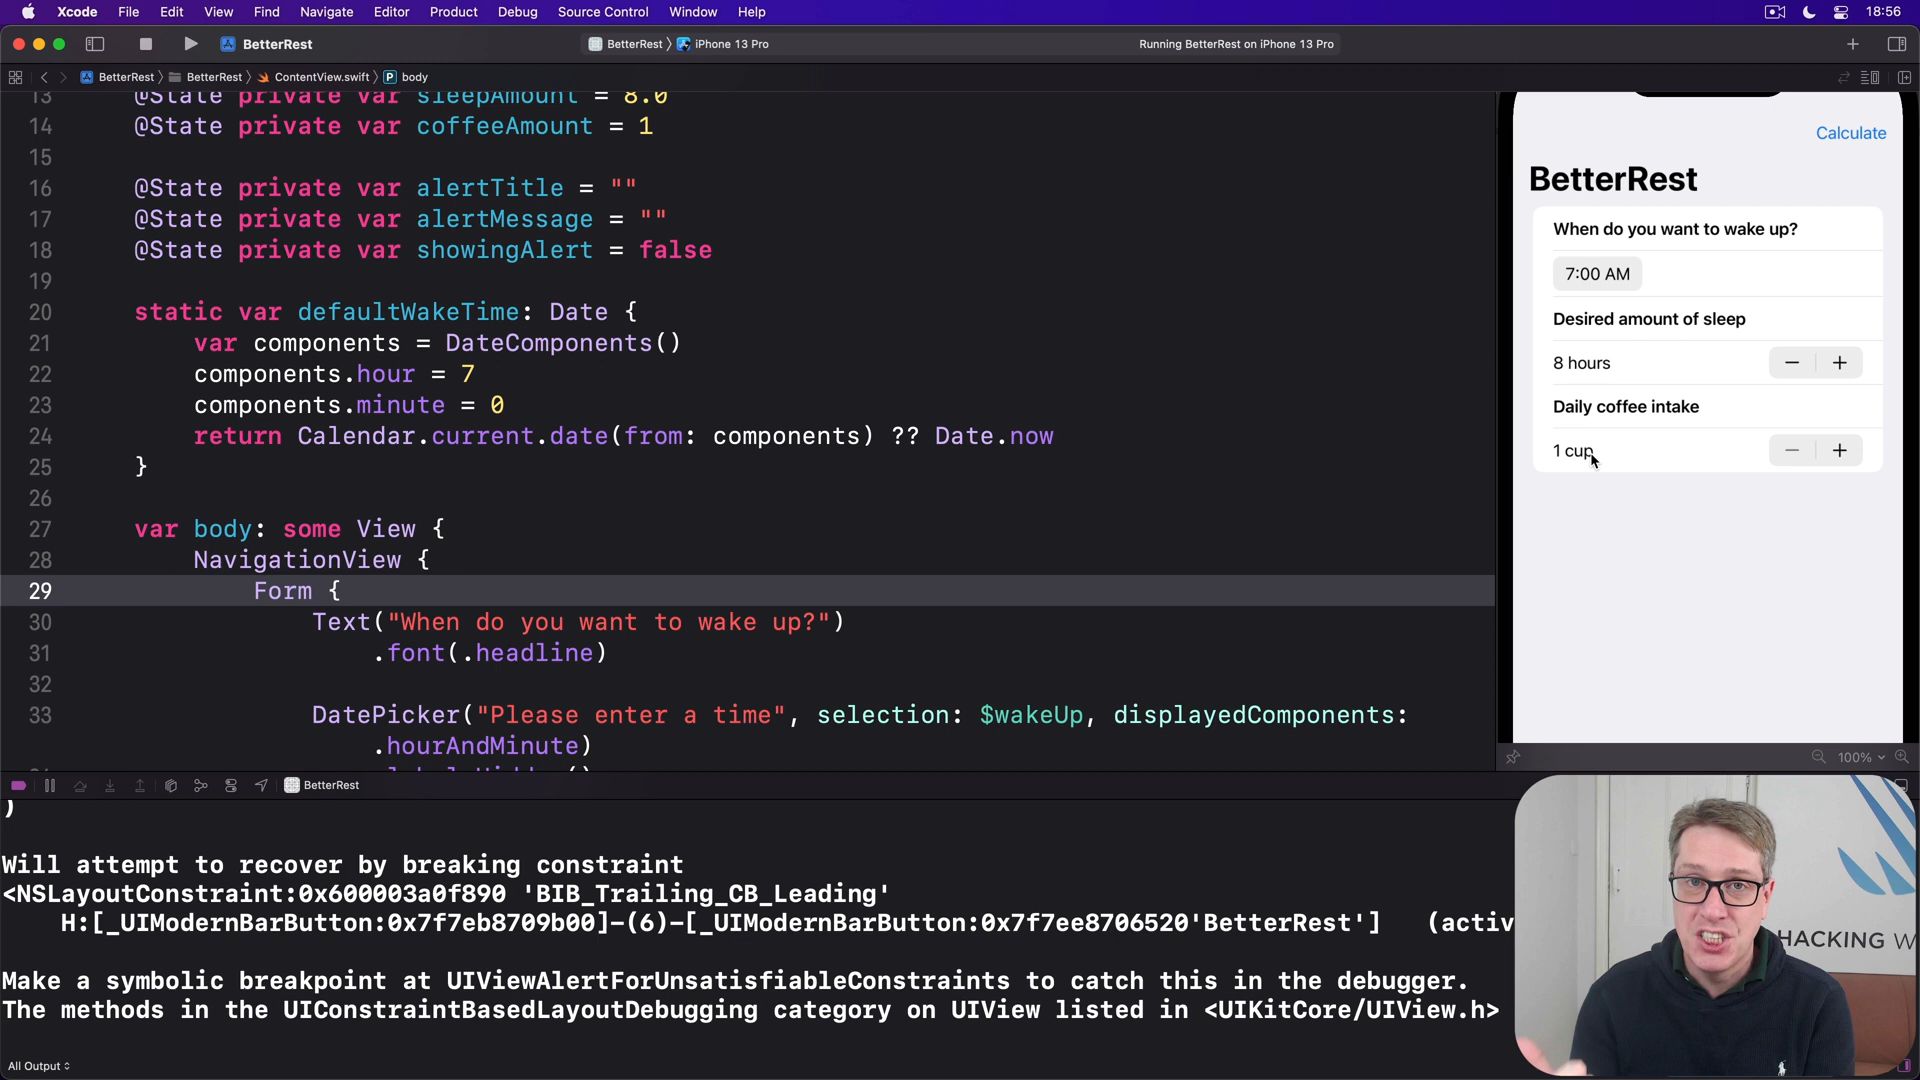 Xcode File Edit View Find Navigate Editor Product Debug Source Control Window Help 18:56
BetterRest BetterRest iPhone 13 Pro Running BetterRest on iPhone 13 Pro
BetterRest BetterRest ContentView.swift P body
13 @State private var sleepAmount = 8.0
14 @State private var coffeeAmount = 1
15
16 @State private var alertTitle = ""
17 @State private var alertMessage = ""
18 @State private var showingAlert = false
19
20 static var defaultWakeTime: Date {
21 var components = DateComponents()
22 components.hour = 7
23 components.minute = 0
24 return Calendar.current.date(from: components) ?? Date.now
25 }
26
27 var body: some View {
28 NavigationView {
29 Form {
30 Text("When do you want to wake up?")
31 .font(.headline)
32
33 DatePicker("Please enter a time", selection: $wakeUp, displayedComponents:
.hourAndMinute)
Calculate
BetterRest
When do you want to wake up?
7:00 AM
Desired amount of sleep
8 hours − +
Daily coffee intake
1 cup − +
100%
BetterRest
)
Will attempt to recover by breaking constraint
<NSLayoutConstraint:0x600003a0f890 'BIB_Trailing_CB_Leading'
H:[_UIModernBarButton:0x7f7eb8709b00]-(6)-[_UIModernBarButton:0x7f7ee8706520'BetterRest'] (activ
Make a symbolic breakpoint at UIViewAlertForUnsatisfiableConstraints to catch this in the debugger.
The methods in the UIConstraintBasedLayoutDebugging category on UIView listed in <UIKitCore/UIView.h>
All Output
HACKING W